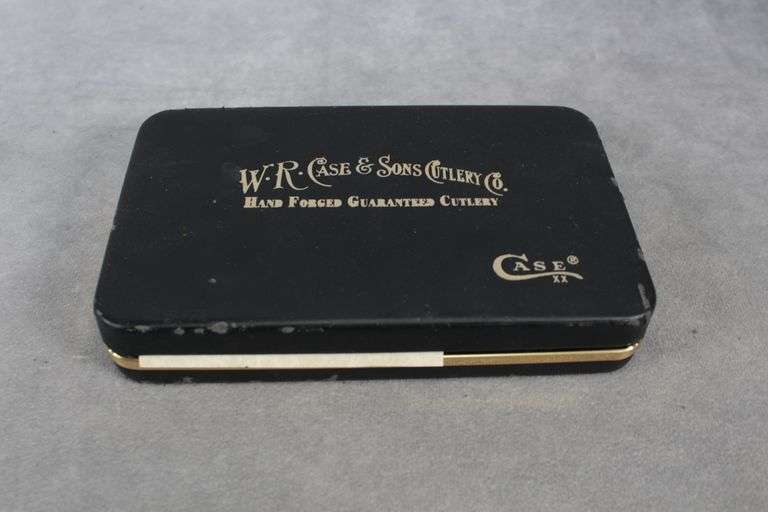 W.R. CASE & SONS CUTLERY CO.
HAND FORGED GUARANTEED CUTLERY
CASE®
XX